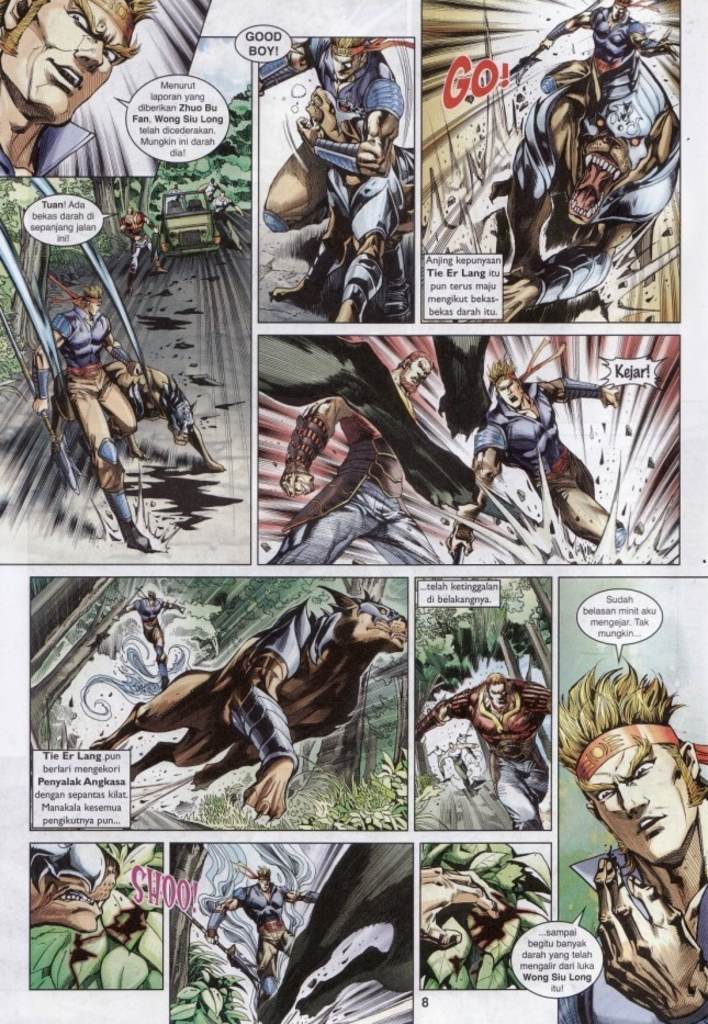 Menurut
laporan yang
diberikan Zhuo Bu
Fan, Wong Siu Long
telah dicederakan.
Mungkin ini darah
dia!
GOOD
BOY!
GO!
Anjing kepunyaan
Tie Er Lang itu
pun terus maju
mengikut bekas-
bekas darah itu.
Tuan! Ada
bekas darah di
sepanjang jalan
ini!
Kejar!
Tie Er Lang pun
berlari mengekori
Penyalak Angkasa
dengan sepantas kilat.
Manakala kesemua
pengikutnya pun...
...telah ketinggalan
di belakangnya.
Sudah
belasan minit aku
mengejar. Tak
mungkin...
SHOO!
...sampai
begitu banyak
darah yang telah
mengalir dari luka
Wong Siu Long
itu!
8